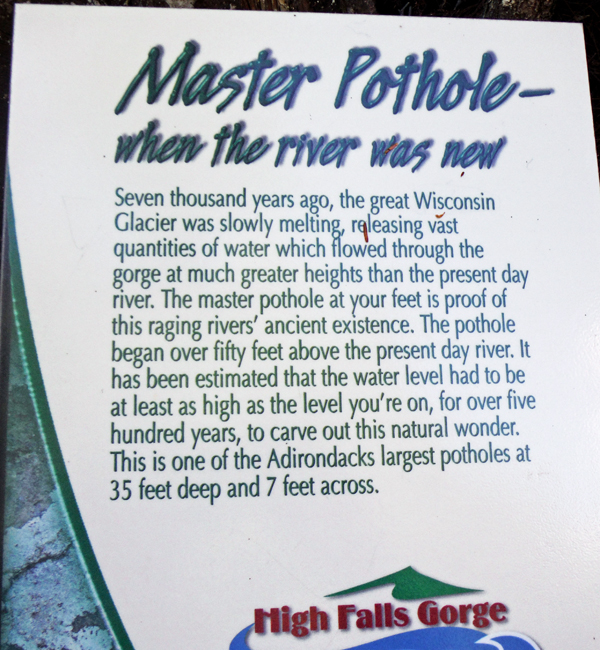 Master Pothole –
when the river was new
Seven thousand years ago, the great Wisconsin
Glacier was slowly melting, releasing vast
quantities of water which flowed through the
gorge at much greater heights than the present day
river. The master pothole at your feet is proof of
this raging rivers' ancient existence. The pothole
began over fifty feet above the present day river. It
has been estimated that the water level had to be
at least as high as the level you're on, for over five
hundred years, to carve out this natural wonder.
This is one of the Adirondacks largest potholes at
35 feet deep and 7 feet across.
High Falls Gorge